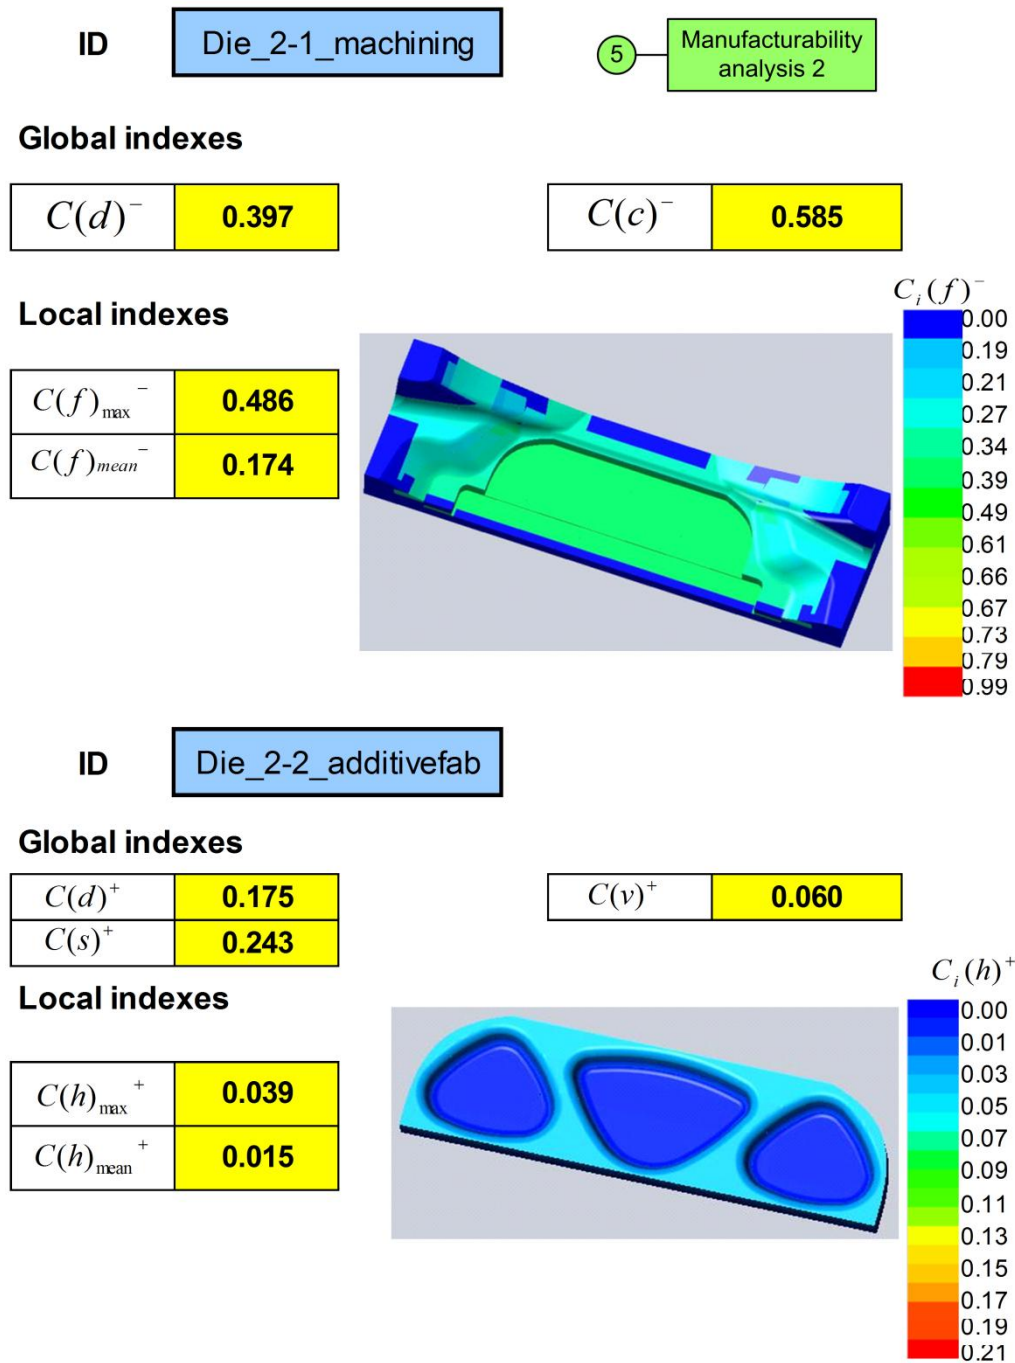 ID
Die_2-1_machining
5
Manufacturability
analysis 2
Global indexes
C(d)⁻ 0.397
C(c)⁻ 0.585
Local indexes
C(f)max⁻ 0.486
C(f)mean⁻ 0.174
Cᵢ(f)⁻
0.00
0.19
0.21
0.27
0.34
0.39
0.49
0.61
0.66
0.67
0.73
0.79
0.99
ID
Die_2-2_additivefab
Global indexes
C(d)⁺ 0.175
C(s)⁺ 0.243
C(v)⁺ 0.060
Local indexes
C(h)max⁺ 0.039
C(h)mean⁺ 0.015
Cᵢ(h)⁺
0.00
0.01
0.03
0.05
0.07
0.09
0.11
0.13
0.15
0.17
0.19
0.21